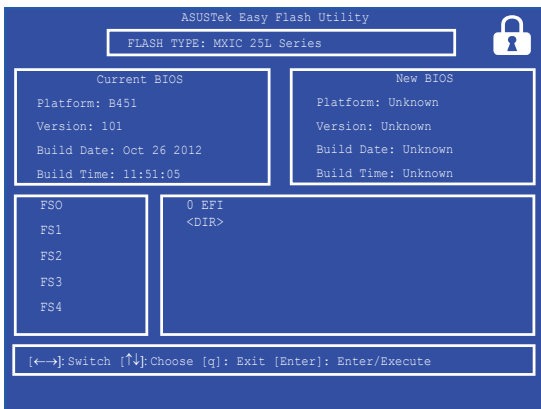 ASUSTek Easy Flash Utility
FLASH TYPE: MXIC 25L Series
Current BIOS
Platform: B451
Version: 101
Build Date: Oct 26 2012
Build Time: 11:51:05
New BIOS
Platform: Unknown
Version: Unknown
Build Date: Unknown
Build Time: Unknown
FSO
FS1
FS2
FS3
FS4
0 EFI
<DIR>
[←→]: Switch [↑↓]: Choose [q]: Exit [Enter]: Enter/Execute